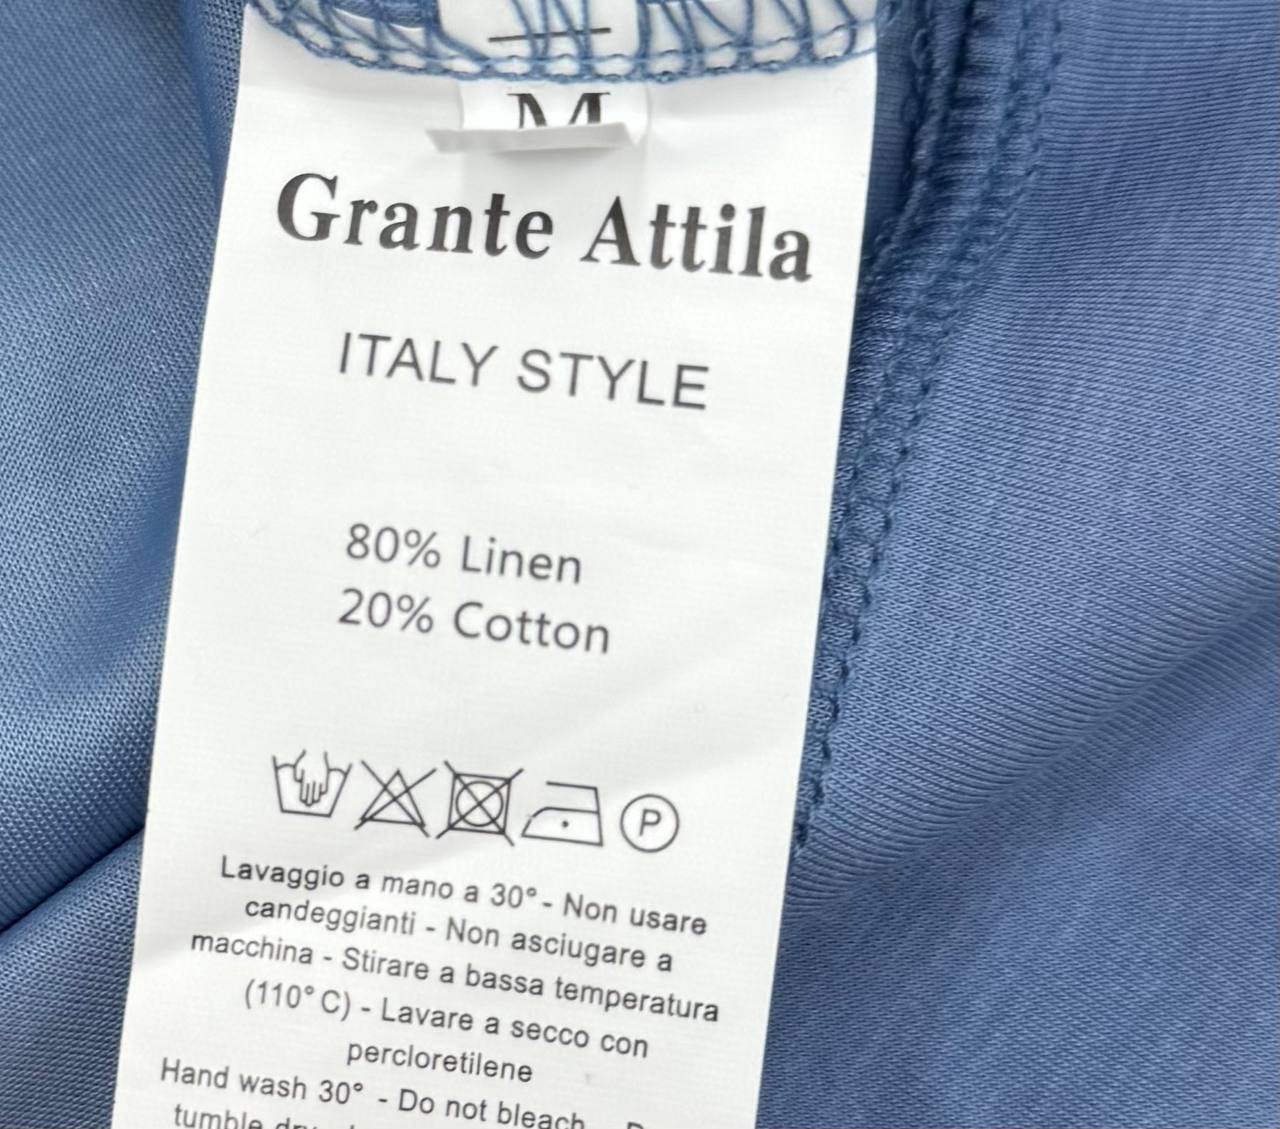 M
Grante Attila
ITALY STYLE
80% Linen
20% Cotton
P
Lavaggio a mano a 30° - Non usare
candeggianti - Non asciugare a
macchina - Stirare a bassa temperatura
(110° C) - Lavare a secco con
percloretilene
Hand wash 30° - Do not bleach
tumble